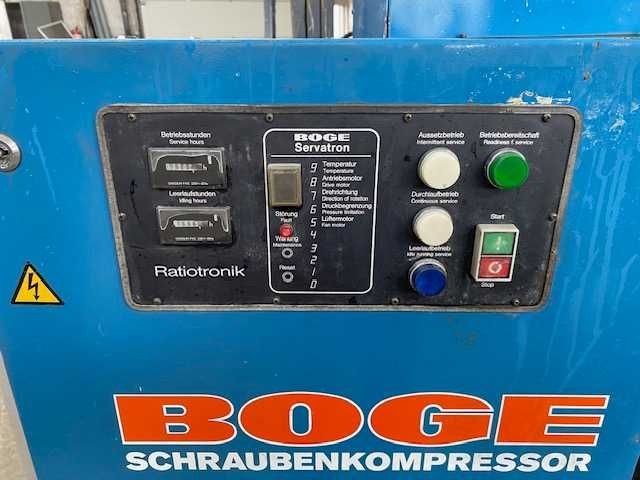 Betriebsstunden
Service hours
Leerlaufstunden
Idling hours
Ratiotronik
BOGE
Servatron
Störung
Fault
Warnung
Maintenance
Reset
9 Temperatur
Temperature
8 Antriebsmotor
Drive motor
7 Drehrichtung
Direction of rotation
6 Druckbegrenzung
Pressure limitation
5 Lüftermotor
Fan motor
4
3
2
1
0
Aussetzbetrieb
Intermittent service
Durchlaufbetrieb
Continuous service
Leerlaufbetrieb
Idle running service
Betriebsbereitschaft
Readiness f. service
Start
I
O
Stop
BOGE
SCHRAUBENKOMPRESSOR